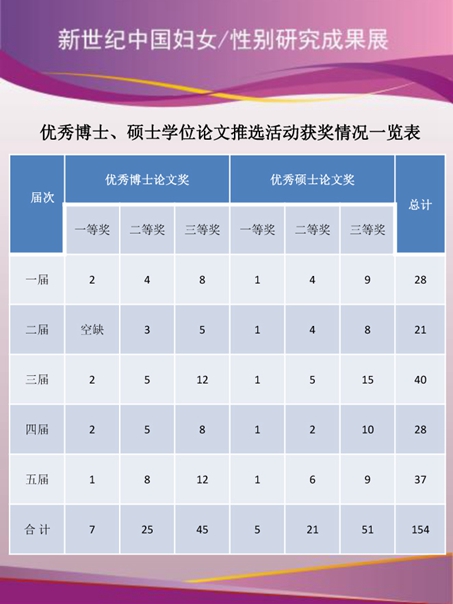 新世纪中国妇女/性别研究成果展
优秀博士、硕士学位论文推选活动获奖情况一览表
届次 优秀博士论文奖 优秀硕士论文奖 总计
一等奖 二等奖 三等奖 一等奖 二等奖 三等奖
一届 2 4 8 1 4 9 28
二届 空缺 3 5 1 4 8 21
三届 2 5 12 1 5 15 40
四届 2 5 8 1 2 10 28
五届 1 8 12 1 6 9 37
合 计 7 25 45 5 21 51 154